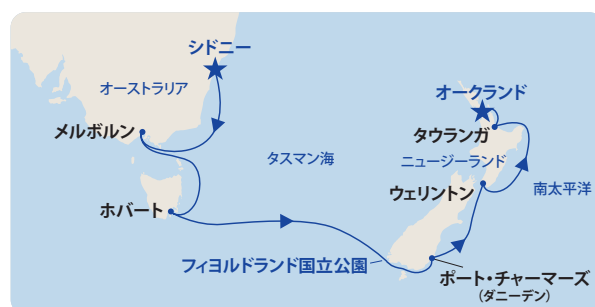 シドニー
オーストラリア
オークランド
メルボルン
タウランガ
タスマン海
ニュージーランド
ウェリントン
南太平洋
ホバート
フィヨルドランド国立公園
ポート・チャーマーズ
(ダニーデン)